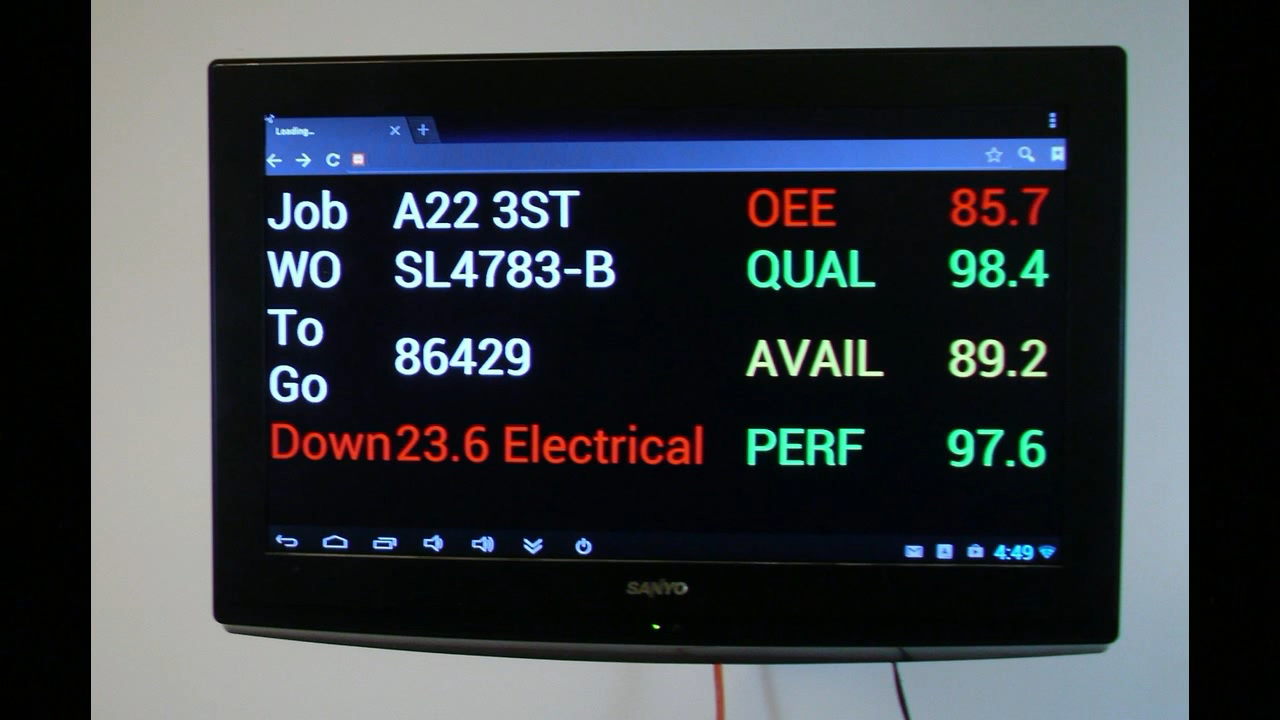 Loading...
Job A22 3ST OEE 85.7
WO SL4783-B QUAL 98.4
To
Go 86429 AVAIL 89.2
Down 23.6 Electrical PERF 97.6
4:49
SANYO